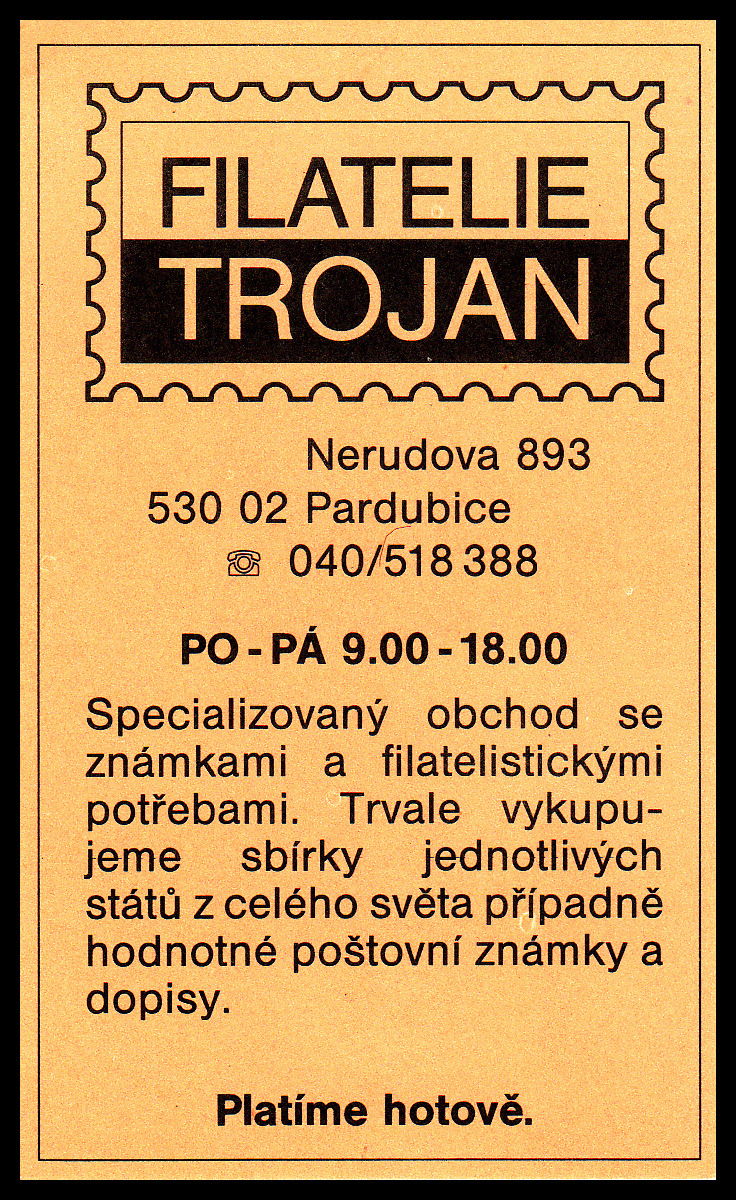 FILATELIE
TROJAN
Nerudova 893
530 02 Pardubice
☏ 040/518 388
PO - PÁ 9.00 - 18.00
Specializovaný obchod se
známkami a filatelistickými
potřebami. Trvale vykupu-
jeme sbírky jednotlivých
států z celého světa případně
hodnotné poštovní známky a
dopisy.
Platíme hotově.